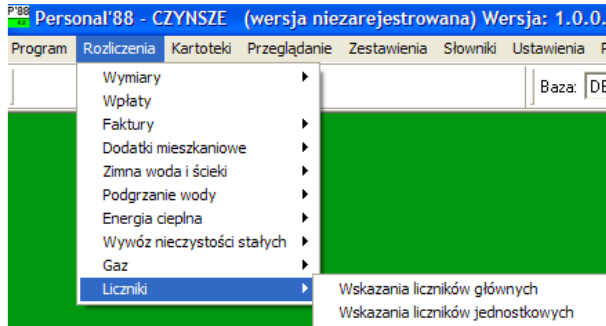 P'88 Personal'88 - CZYNSZE (wersja niezarejestrowana) Wersja: 1.0.0.
Program Rozliczenia Kartoteki Przeglądanie Zestawienia Słowniki Ustawienia
Baza: DE
Wymiary
Wpłaty
Faktury
Dodatki mieszkaniowe
Zimna woda i ścieki
Podgrzanie wody
Energia cieplna
Wywóz nieczystości stałych
Gaz
Liczniki
Wskazania liczników głównych
Wskazania liczników jednostkowych